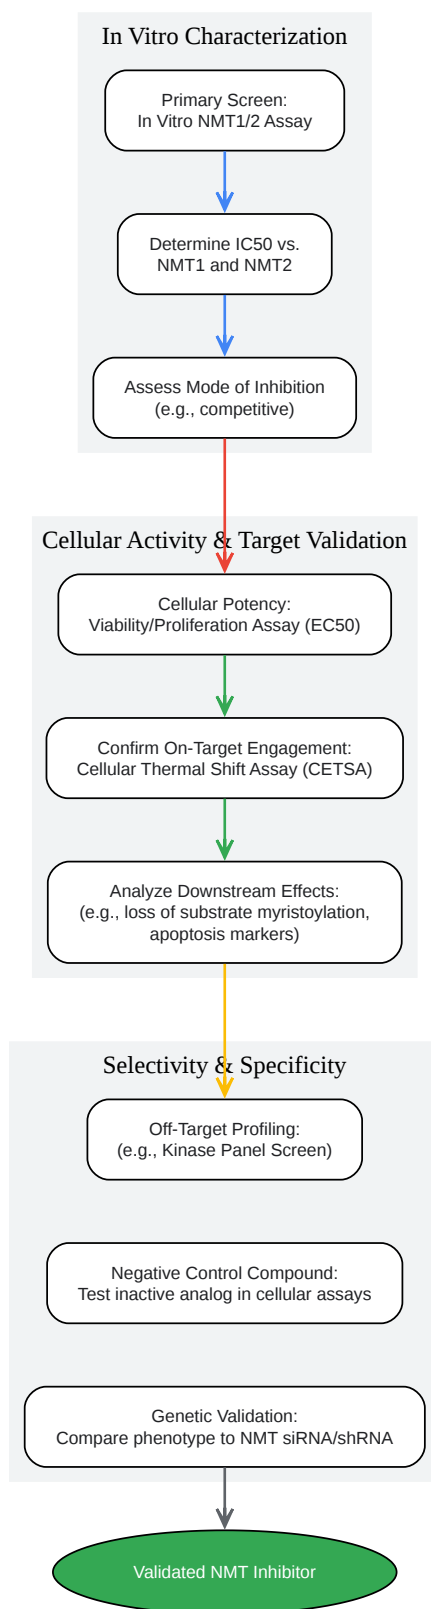 In Vitro Characterization
Primary Screen:
In Vitro NMT1/2 Assay
Determine IC50 vs.
NMT1 and NMT2
Assess Mode of Inhibition
(e.g., competitive)
Cellular Activity & Target Validation
Cellular Potency:
Viability/Proliferation Assay (EC50)
Confirm On-Target Engagement:
Cellular Thermal Shift Assay (CETSA)
Analyze Downstream Effects:
(e.g., loss of substrate myristoylation,
apoptosis markers)
Selectivity & Specificity
Off-Target Profiling:
(e.g., Kinase Panel Screen)
Negative Control Compound:
Test inactive analog in cellular assays
Genetic Validation:
Compare phenotype to NMT siRNA/shRNA
Validated NMT Inhibitor